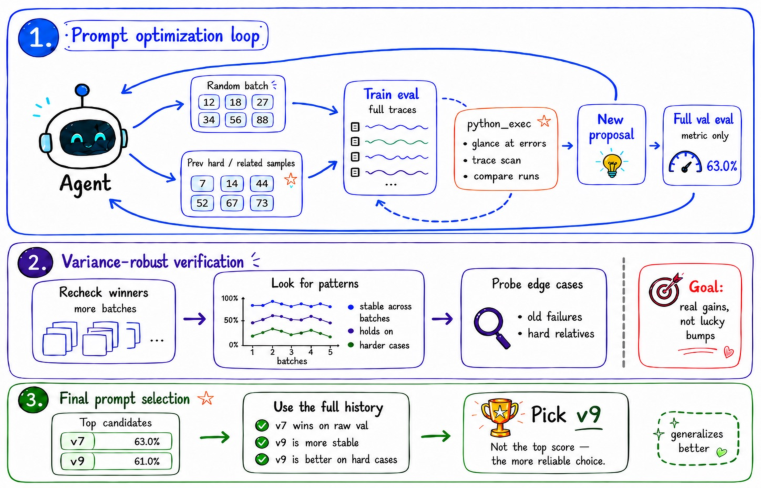 1. Prompt optimization loop
Agent
Random batch
12 18 27
34 56 88
Prev hard / related samples
7 14 44
52 67 73
Train eval
full traces
...
python_exec
• glance at errors
• trace scan
• compare runs
New
proposal
Full val eval
metric only
63.0%
2. Variance-robust verification
Recheck winners
more batches
...
Look for patterns
100%
50%
0%
1 2 3 4 5
batches
• stable across
batches
• holds on
• harder cases
Probe edge cases
• old failures
• hard relatives
Goal:
real gains,
not lucky
bumps
3. Final prompt selection
Top candidates
v7 63.0%
v9 61.0%
Use the full history
v7 wins on raw val
v9 is more stable
v9 is better on hard cases
Pick v9
Not the top score —
the more reliable choice.
generalizes
better